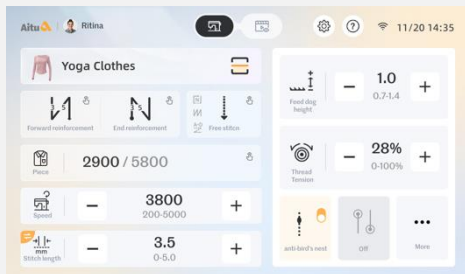 Aitu
Ritina
11/20 14:35
Yoga Clothes
Forward reinforcement
End reinforcement
Free stitch
Piece
2900 / 5800
Speed
3800
200-5000
mm
Stitch length
3.5
0-5.0
Feed dog
height
1.0
0.7-1.4
Thread
Tension
28%
0-100%
anti-bird's nest
Off
More